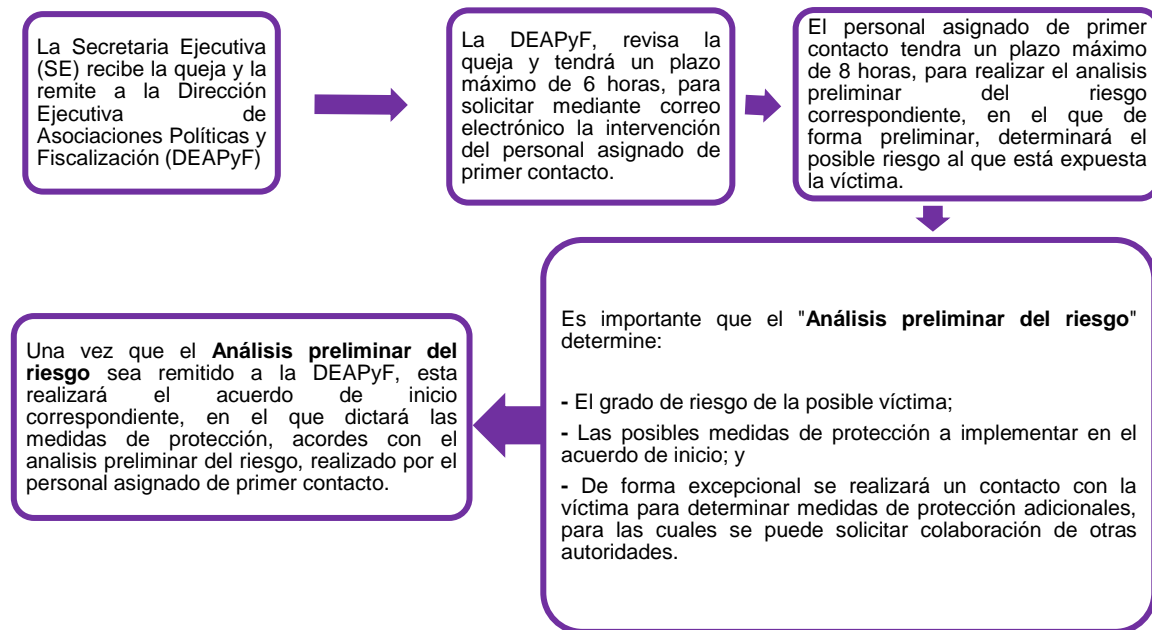 La Secretaria Ejecutiva
(SE) recibe la queja y la
remite a la Dirección
Ejecutiva de
Asociaciones Políticas y
Fiscalización (DEAPyF)
La DEAPyF, revisa la
queja y tendrá un plazo
máximo de 6 horas, para
solicitar mediante correo
electrónico la intervención
del personal asignado de
primer contacto.
El personal asignado de primer
contacto tendra un plazo máximo
de 8 horas, para realizar el analisis
preliminar del riesgo
correspondiente, en el que de
forma preliminar, determinará el
posible riesgo al que está expuesta
la víctima.
Es importante que el "Análisis preliminar del riesgo"
determine:
- El grado de riesgo de la posible víctima;
- Las posibles medidas de protección a implementar en el
acuerdo de inicio; y
- De forma excepcional se realizará un contacto con la
víctima para determinar medidas de protección adicionales,
para las cuales se puede solicitar colaboración de otras
autoridades.
Una vez que el Análisis preliminar del
riesgo sea remitido a la DEAPyF, esta
realizará el acuerdo de inicio
correspondiente, en el que dictará las
medidas de protección, acordes con el
analisis preliminar del riesgo, realizado por el
personal asignado de primer contacto.